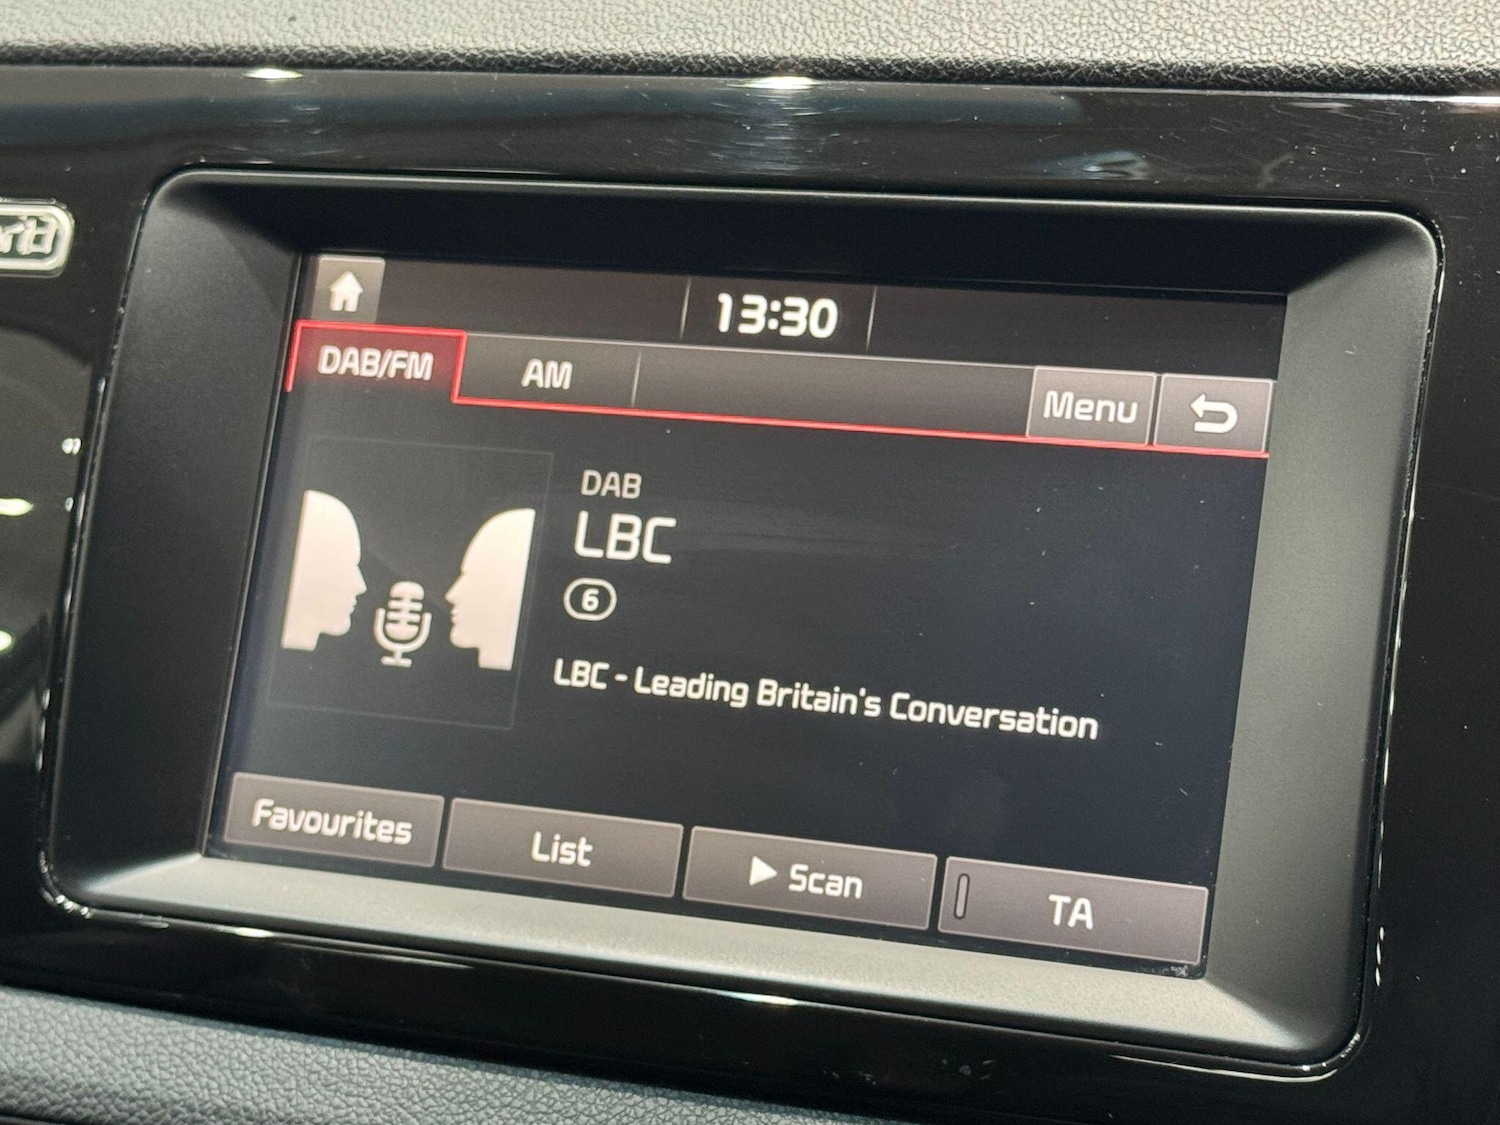 13:30
DAB/FM AM Menu
DAB
LBC
6
LBC - Leading Britain's Conversation
Favourites List Scan TA